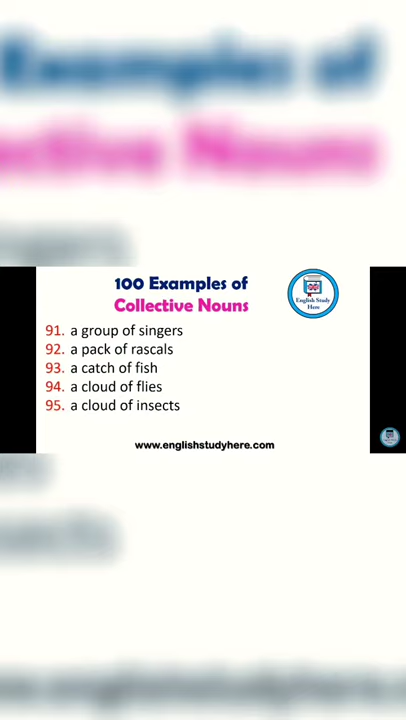 100 Examples of
Collective Nouns
English Study
Here
91. a group of singers
92. a pack of rascals
93. a catch of fish
94. a cloud of flies
95. a cloud of insects
www.englishstudyhere.com